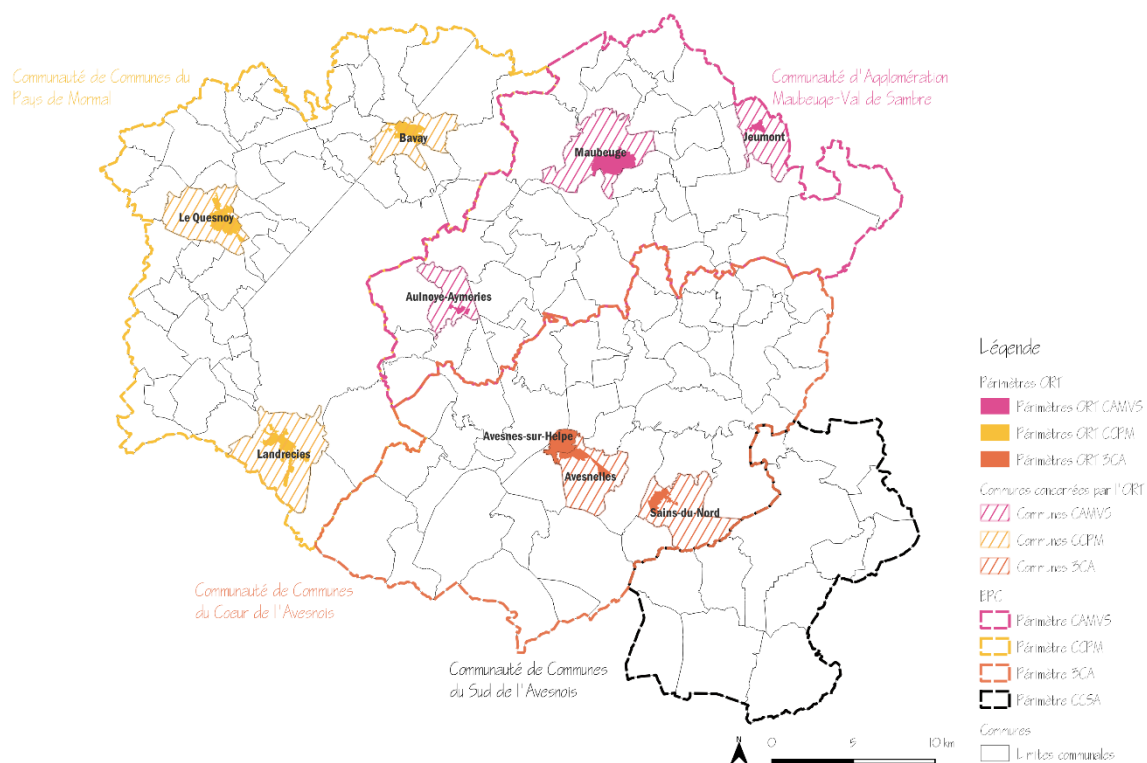 Communauté de Communes du
Pays de Mormal
Communauté d'Agglomération
Maubeuge-Val de Sambre
Bavay
Maubeuge
Jeumont
Le Quesnoy
Aulnoye-Aymeries
Avesnes-sur-Helpe
Landrecies
Avesnelles
Sains-du-Nord
Communauté de Communes
du Coeur de l'Avesnois
Communauté de Communes
du Sud de l'Avesnois
Légende
Périmètres ORT
Périmètres ORT CAMVS
Périmètres ORT CCPM
Périmètres ORT 3CA
Communes concernées par l'ORT
Communes CAMVS
Communes CCPM
Communes 3CA
EPC
Périmètre CAMVS
Périmètre CCPM
Périmètre 3CA
Périmètre CCSA
Communes
Limites communales
N
0 5 10 km